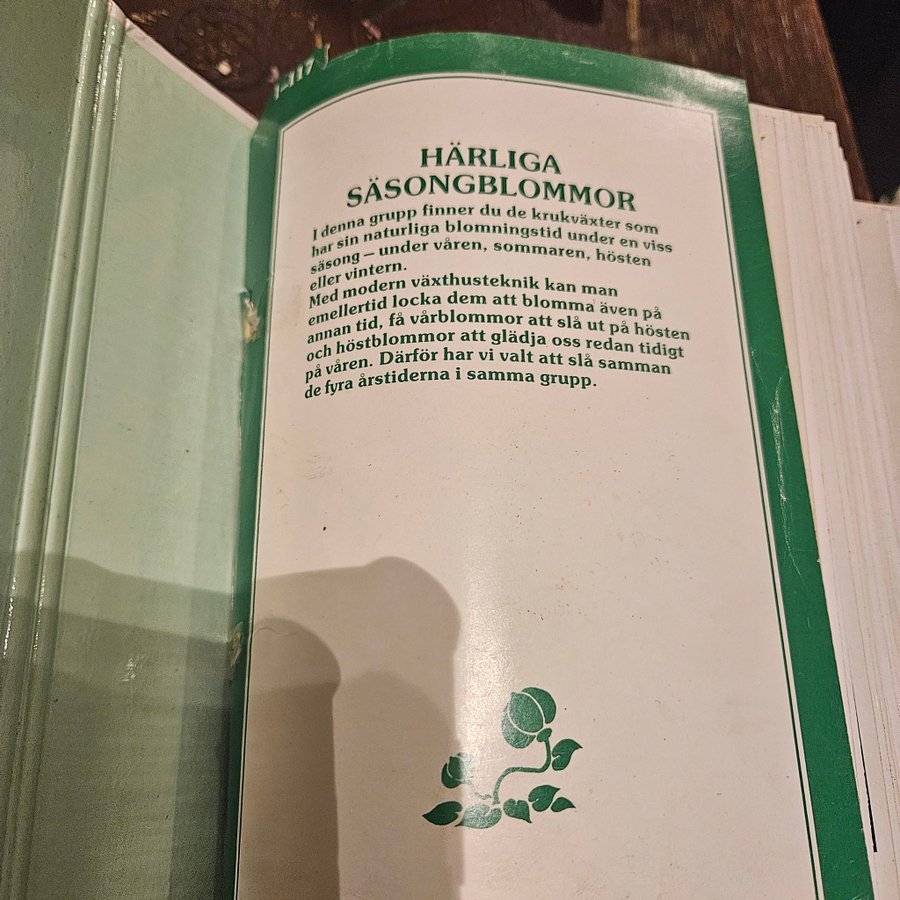 1-117
HÄRLIGA
SÄSONGBLOMMOR
I denna grupp finner du de krukväxter som
har sin naturliga blomningstid under en viss
säsong – under våren, sommaren, hösten
eller vintern.
Med modern växthusteknik kan man
emellertid locka dem att blomma även på
annan tid, få vårblommor att slå ut på hösten
och höstblommor att glädja oss redan tidigt
på våren. Därför har vi valt att slå samman
de fyra årstiderna i samma grupp.